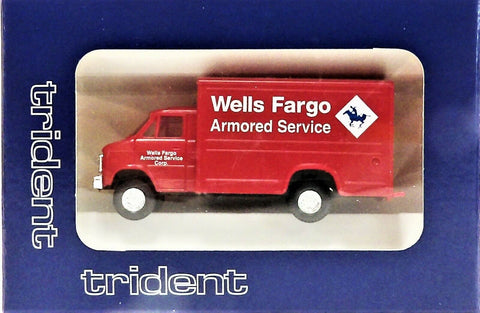 trident
Wells Fargo
Armored Service
Wells Fargo
Armored Service
Corp.
trident